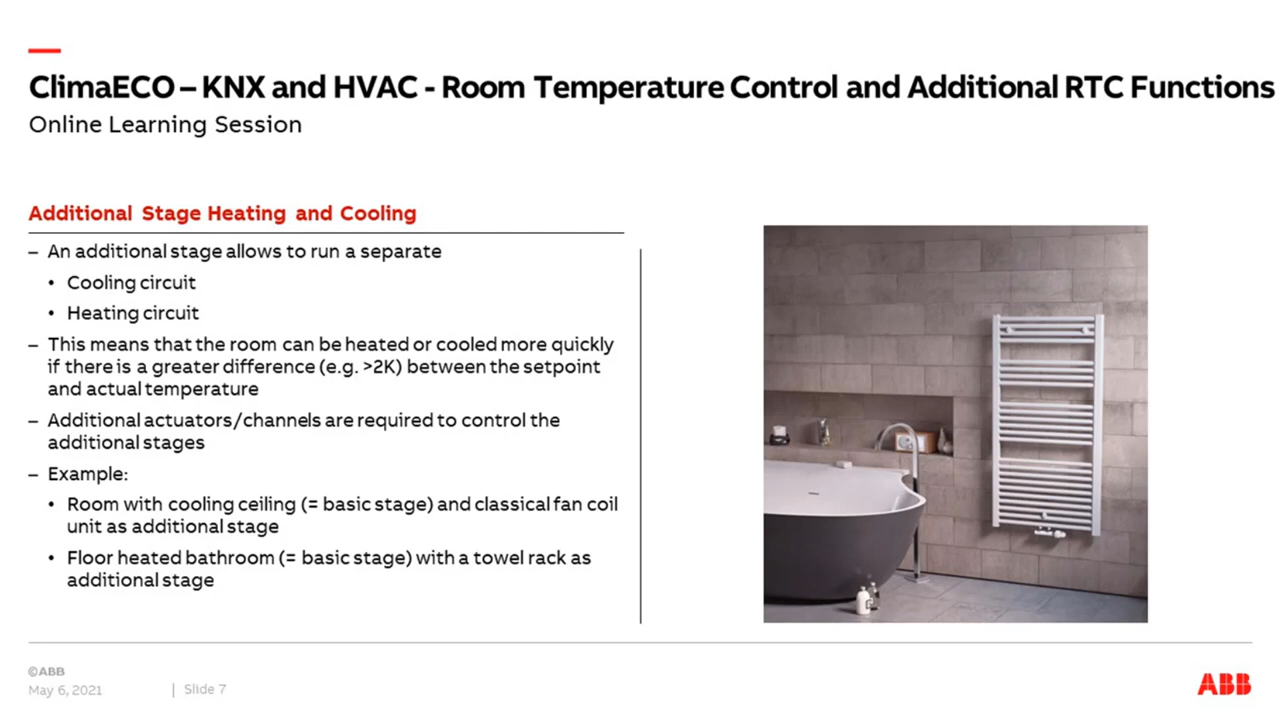 ClimaECO – KNX and HVAC - Room Temperature Control and Additional RTC Functions
Online Learning Session
Additional Stage Heating and Cooling
– An additional stage allows to run a separate
• Cooling circuit
• Heating circuit
– This means that the room can be heated or cooled more quickly
if there is a greater difference (e.g. >2K) between the setpoint
and actual temperature
– Additional actuators/channels are required to control the
additional stages
– Example:
• Room with cooling ceiling (= basic stage) and classical fan coil
unit as additional stage
• Floor heated bathroom (= basic stage) with a towel rack as
additional stage
©ABB
May 6, 2021 | Slide 7
ABB